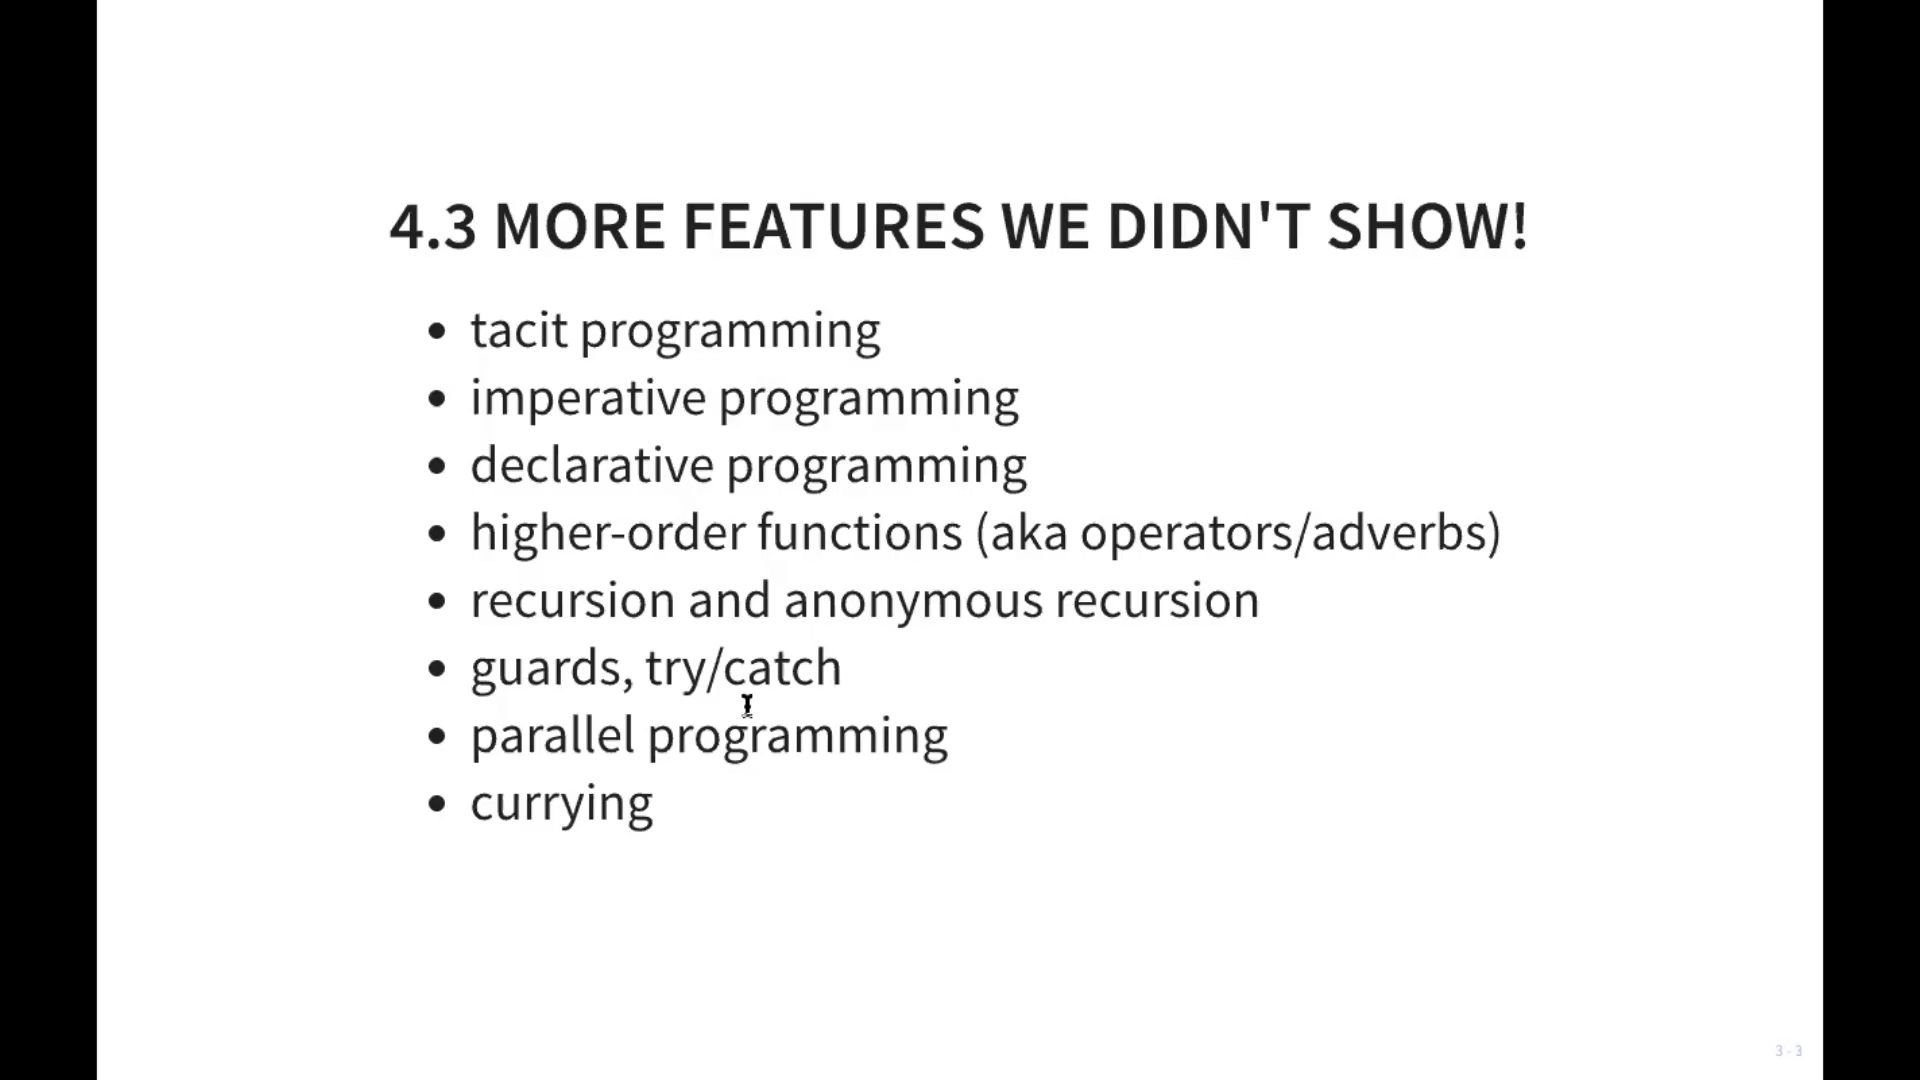 4.3 MORE FEATURES WE DIDN'T SHOW!
• tacit programming
• imperative programming
• declarative programming
• higher-order functions (aka operators/adverbs)
• recursion and anonymous recursion
• guards, try/catch
• parallel programming
• currying
3 - 3